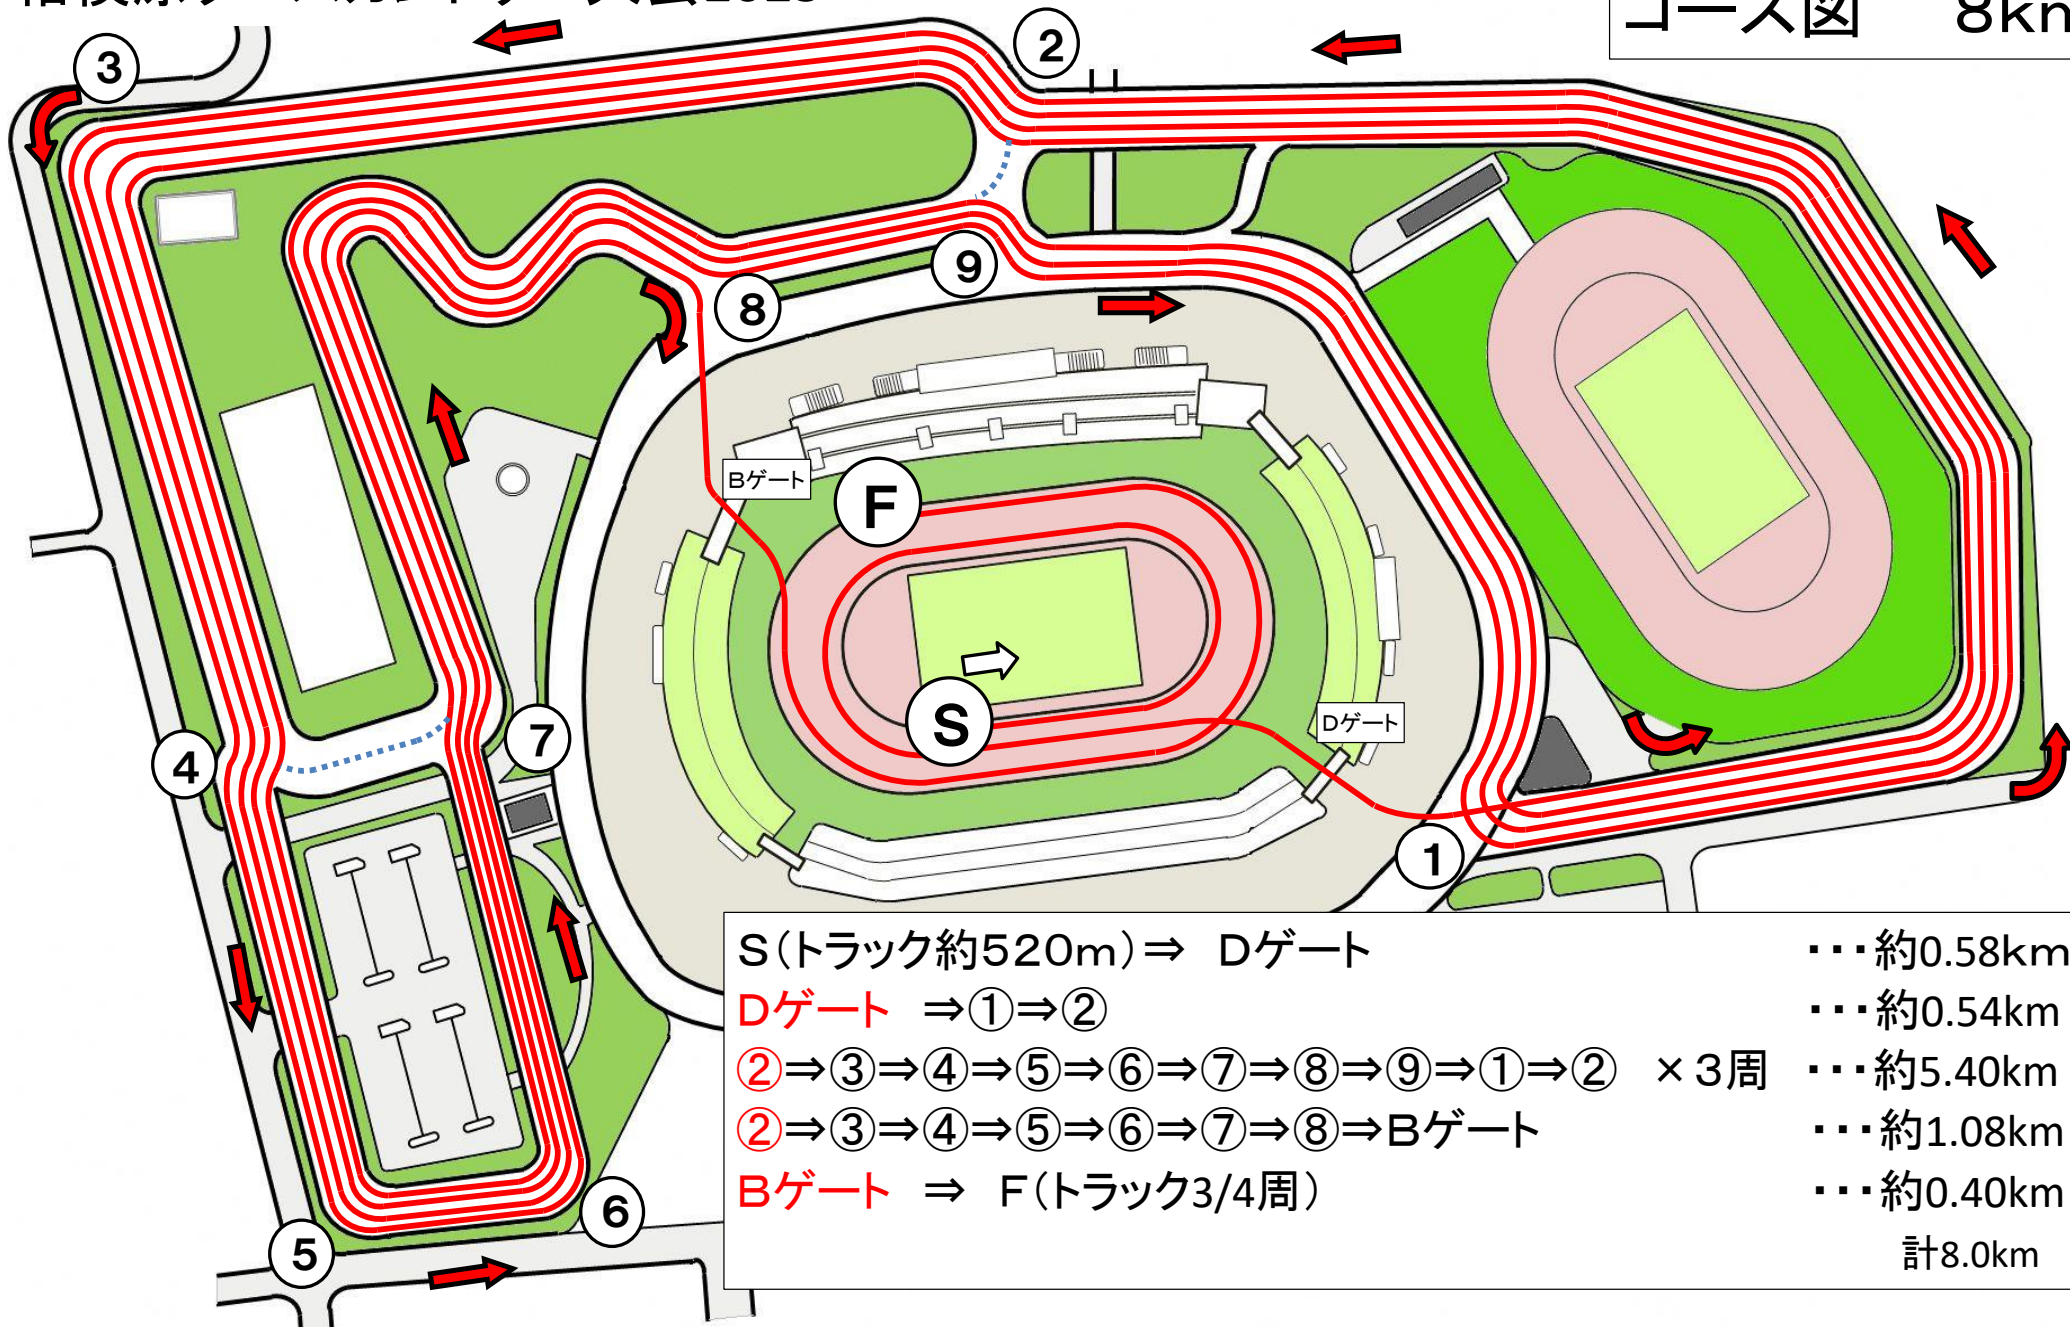 コース図　8km
3
2
9
8
Bゲート
F
S
Dゲート
7
4
1
6
5
S(トラック約520m)⇒ Dゲート ・・・約0.58km
Dゲート ⇒①⇒② ・・・約0.54km
②⇒③⇒④⇒⑤⇒⑥⇒⑦⇒⑧⇒⑨⇒①⇒② ×3周 ・・・約5.40km
②⇒③⇒④⇒⑤⇒⑥⇒⑦⇒⑧⇒Bゲート ・・・約1.08km
Bゲート ⇒ F(トラック3/4周) ・・・約0.40km
計8.0km